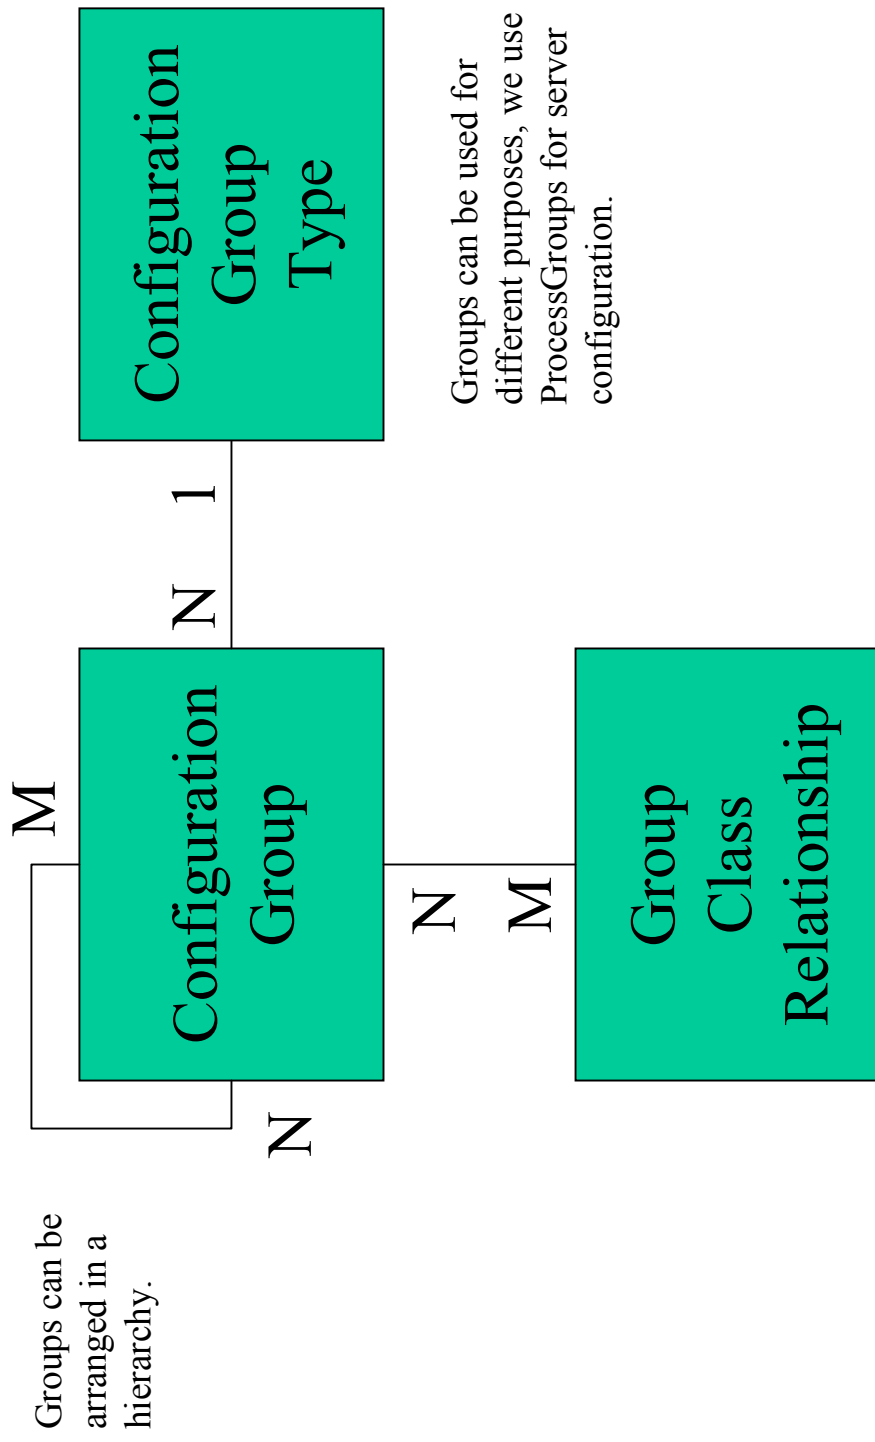 Groups can be
arranged in a
hierarchy.
M
N
Configuration
Group
N
1
Configuration
Group
Type
N
M
Group
Class
Relationship
Groups can be used for
different purposes, we use
ProcessGroups for server
configuration.